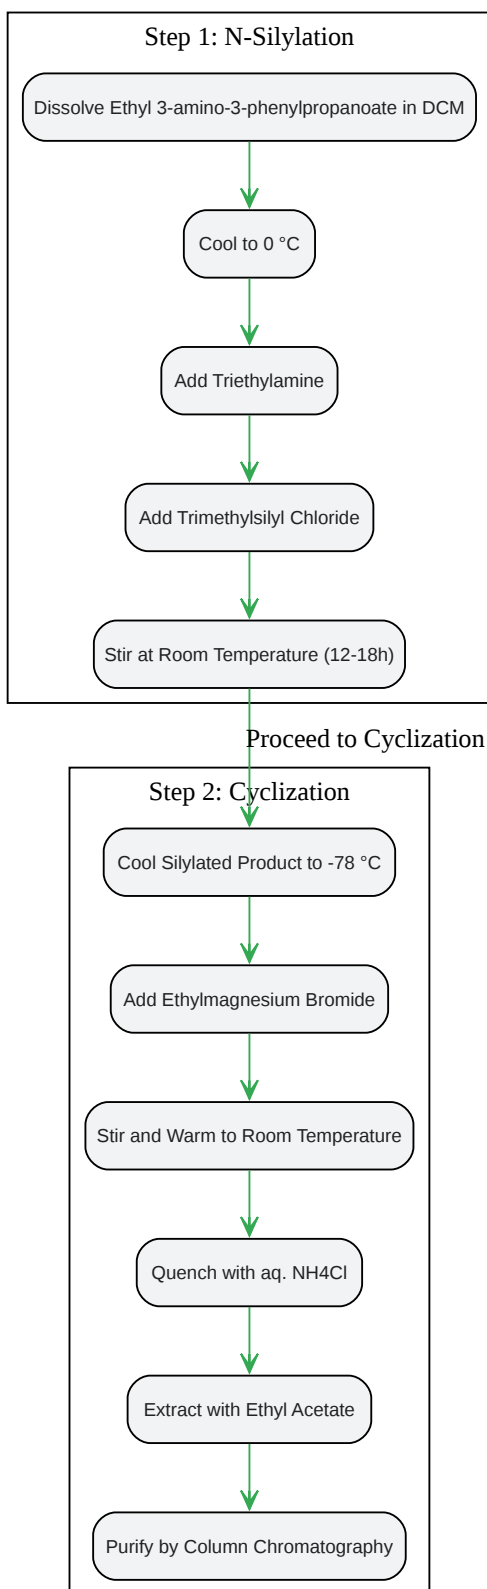 Step 1: N-Silylation
Dissolve Ethyl 3-amino-3-phenylpropanoate in DCM
Cool to 0 °C
Add Triethylamine
Add Trimethylsilyl Chloride
Stir at Room Temperature (12-18h)
Proceed to Cyclization
Step 2: Cyclization
Cool Silylated Product to -78 °C
Add Ethylmagnesium Bromide
Stir and Warm to Room Temperature
Quench with aq. NH4Cl
Extract with Ethyl Acetate
Purify by Column Chromatography